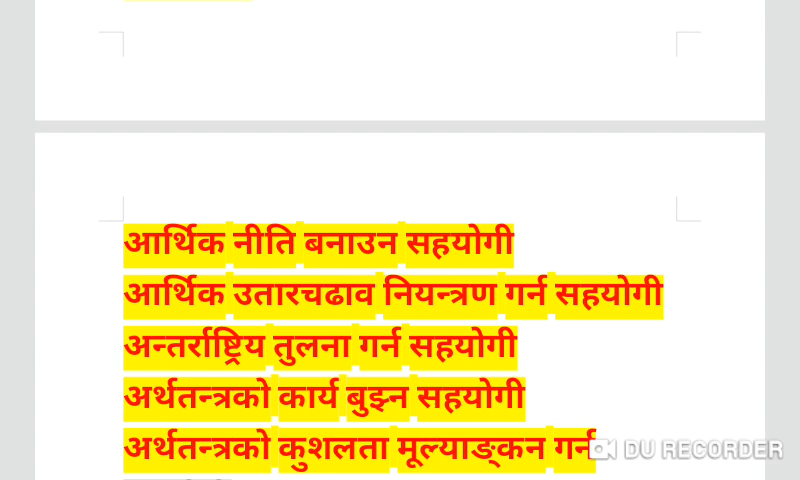 आर्थिक नीति बनाउन सहयोगी
आर्थिक उतारचढाव नियन्त्रण गर्न सहयोगी
अन्तर्राष्ट्रिय तुलना गर्न सहयोगी
अर्थतन्त्रको कार्य बुझ्न सहयोगी
अर्थतन्त्रको कुशलता मूल्याङ्कन गर्न
DU RECORDER